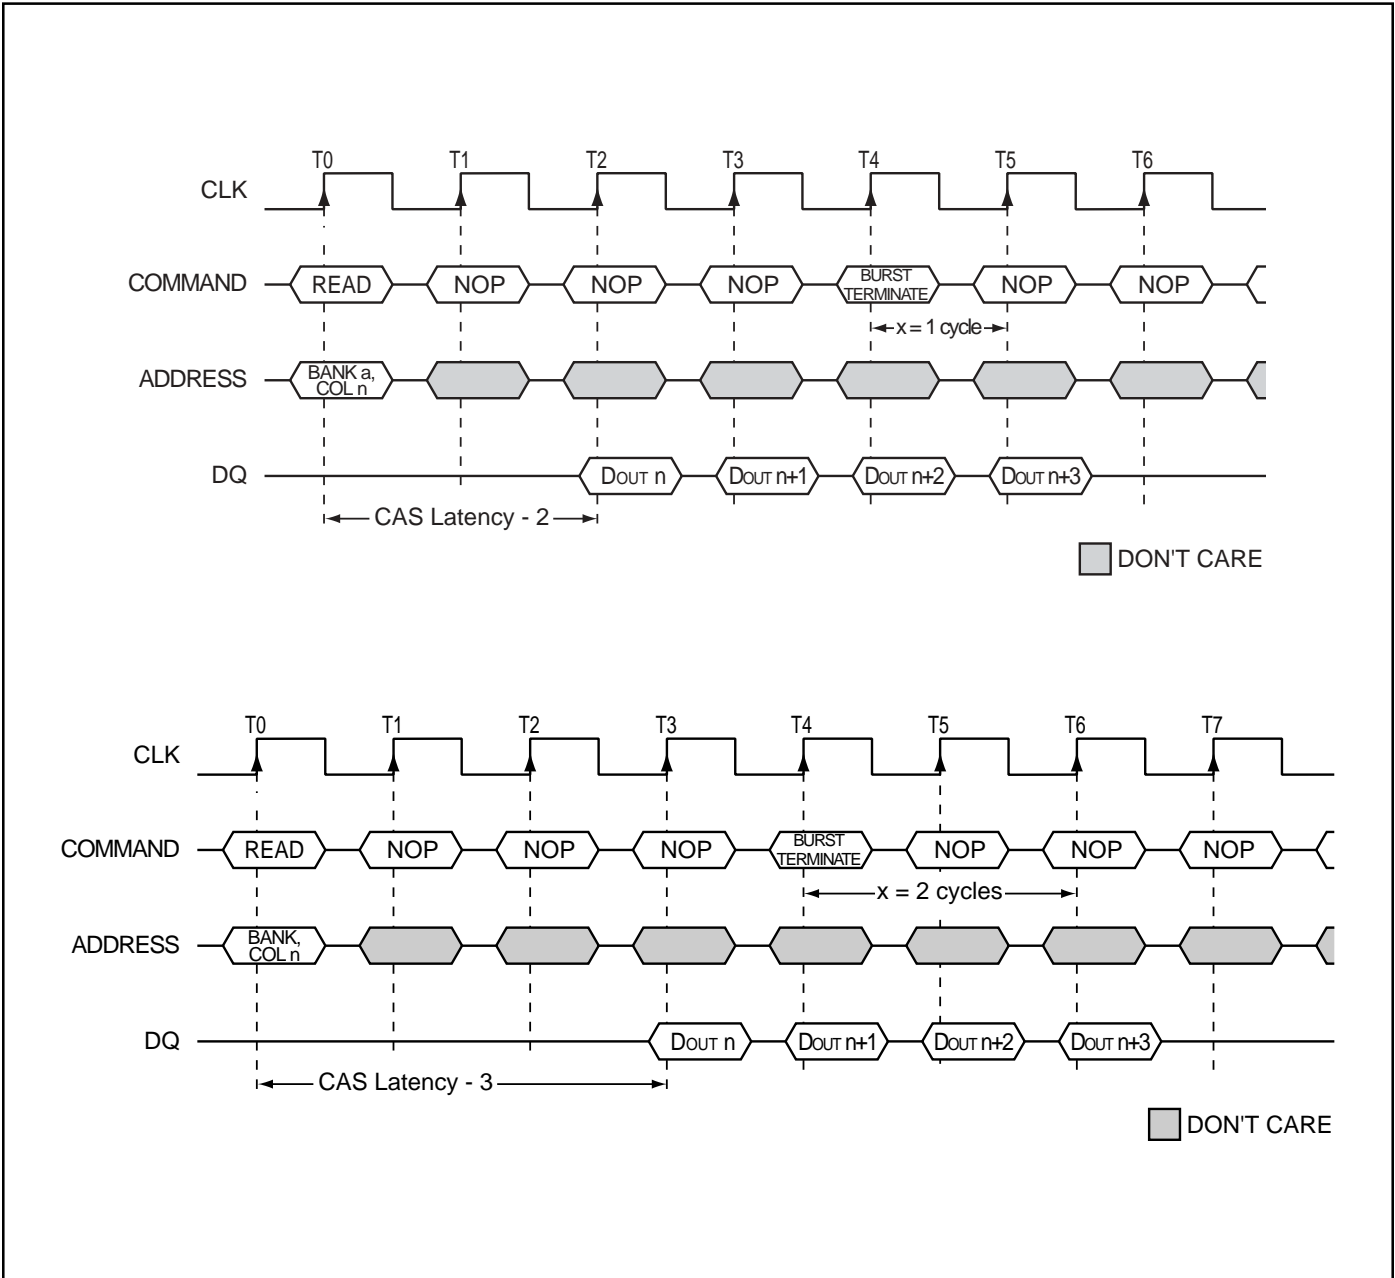 T0 T1 T2 T3 T4 T5 T6
CLK
COMMAND READ NOP NOP NOP BURST TERMINATE NOP NOP
x = 1 cycle
ADDRESS BANK a, COL n
DQ DOUT n DOUT n+1 DOUT n+2 DOUT n+3
CAS Latency - 2
DON'T CARE
T0 T1 T2 T3 T4 T5 T6 T7
CLK
COMMAND READ NOP NOP NOP BURST TERMINATE NOP NOP NOP
x = 2 cycles
ADDRESS BANK, COL n
DQ DOUT n DOUT n+1 DOUT n+2 DOUT n+3
CAS Latency - 3
DON'T CARE